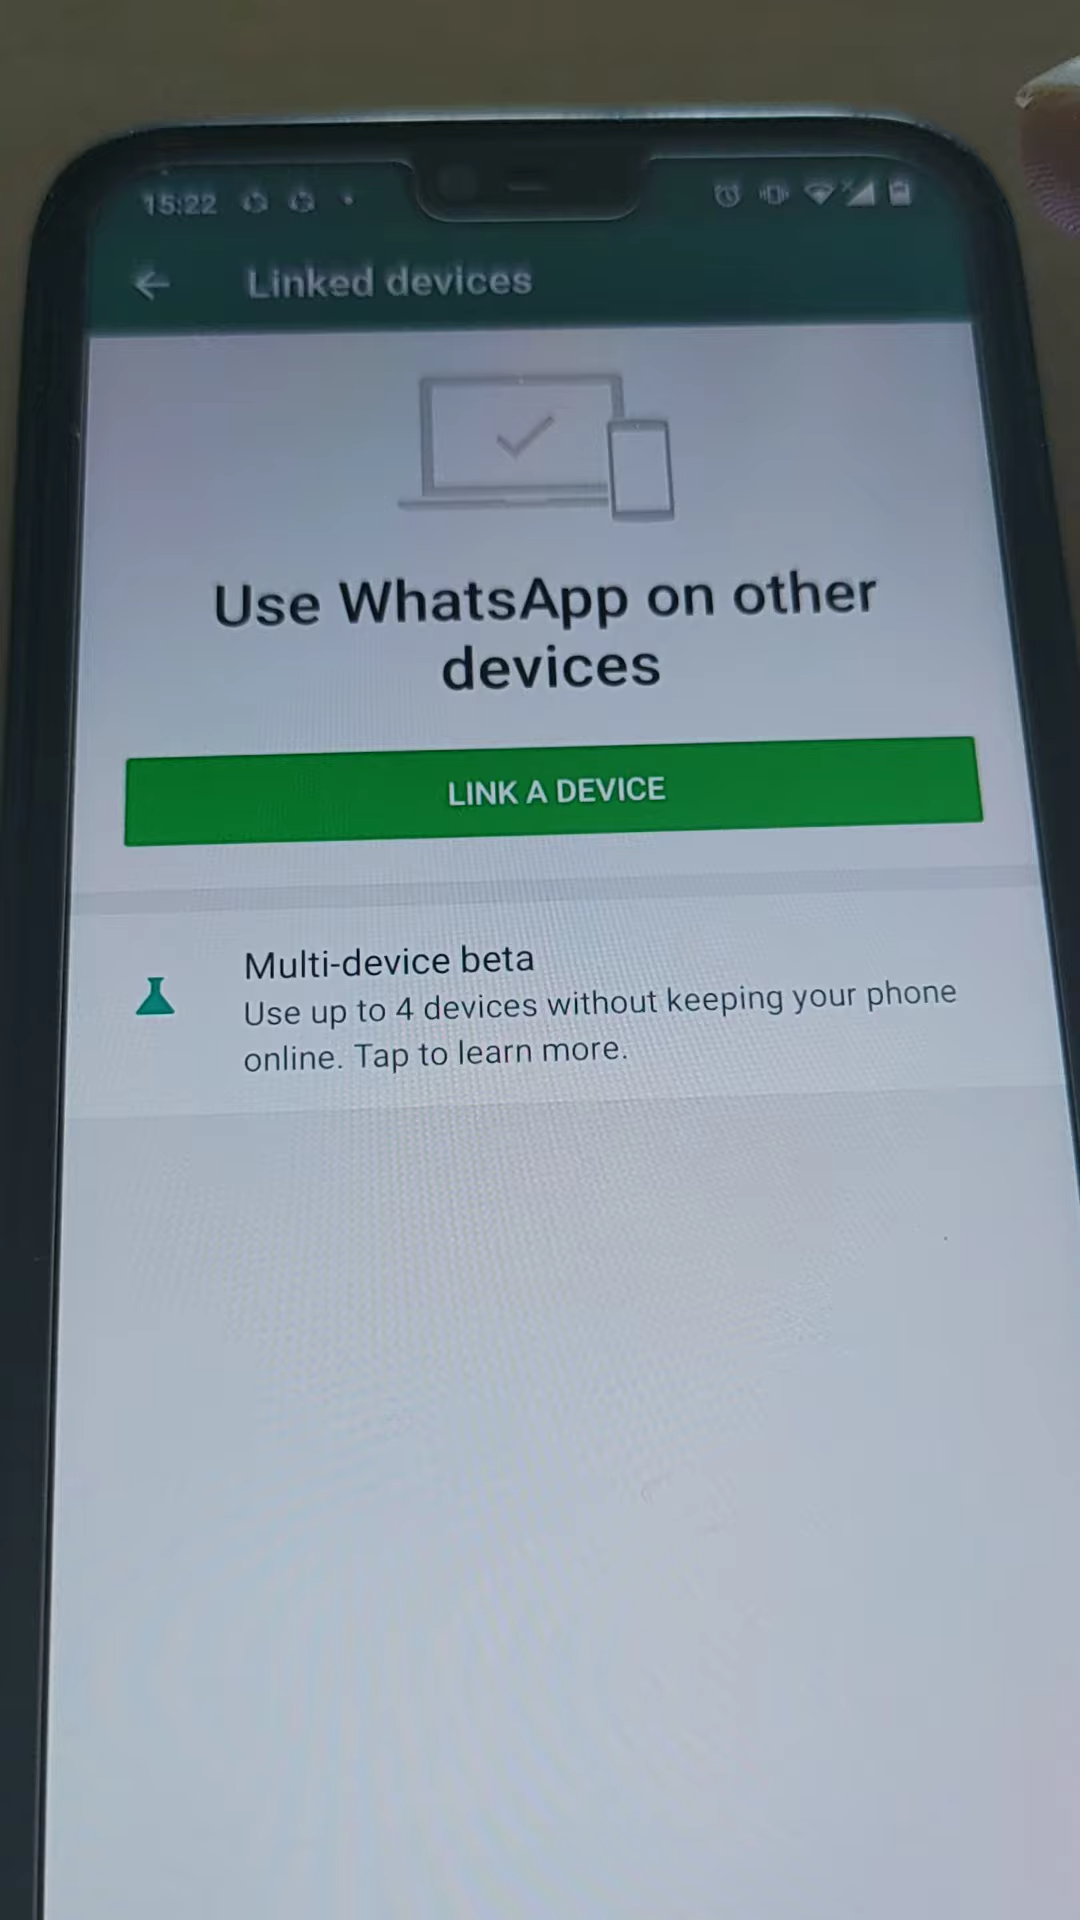 15:22
Linked devices
Use WhatsApp on other
devices
LINK A DEVICE
Multi-device beta
Use up to 4 devices without keeping your phone
online. Tap to learn more.